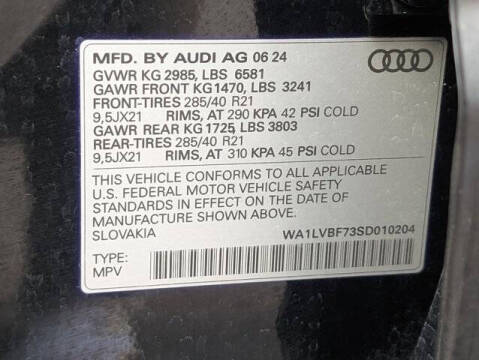 MFD. BY AUDI AG 06 24
GVWR KG 2985, LBS 6581
GAWR FRONT KG 1470, LBS 3241
FRONT-TIRES 285/40 R21
9,5JX21 RIMS, AT 290 KPA 42 PSI COLD
GAWR REAR KG 1725, LBS 3803
REAR-TIRES 285/40 R21
9,5JX21 RIMS, AT 310 KPA 45 PSI COLD
THIS VEHICLE CONFORMS TO ALL APPLICABLE
U.S. FEDERAL MOTOR VEHICLE SAFETY
STANDARDS IN EFFECT ON THE DATE OF
MANUFACTURE SHOWN ABOVE.
SLOVAKIA WA1LVBF73SD010204
TYPE:
MPV